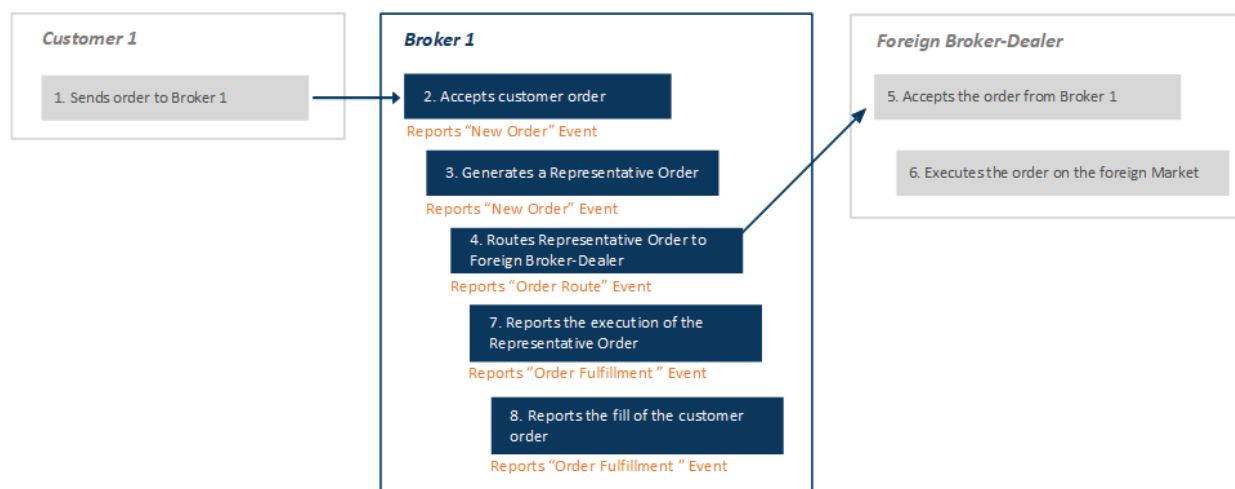 Customer 1
1. Sends order to Broker 1
Broker 1
2. Accepts customer order
Reports “New Order” Event
3. Generates a Representative Order
Reports “New Order” Event
4. Routes Representative Order to
Foreign Broker-Dealer
Reports “Order Route” Event
7. Reports the execution of the
Representative Order
Reports “Order Fulfillment ” Event
8. Reports the fill of the customer
order
Reports “Order Fulfillment ” Event
Foreign Broker-Dealer
5. Accepts the order from Broker 1
6. Executes the order on the foreign Market